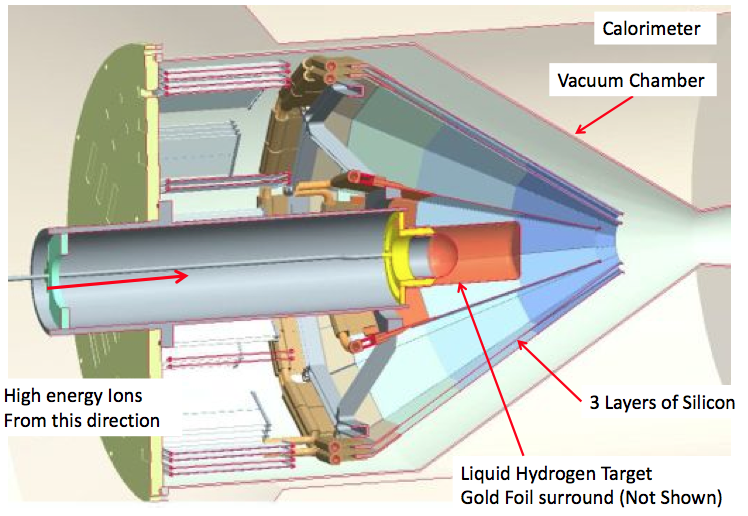 Calorimeter
Vacuum Chamber
High energy Ions
From this direction
3 Layers of Silicon
Liquid Hydrogen Target
Gold Foil surround (Not Shown)